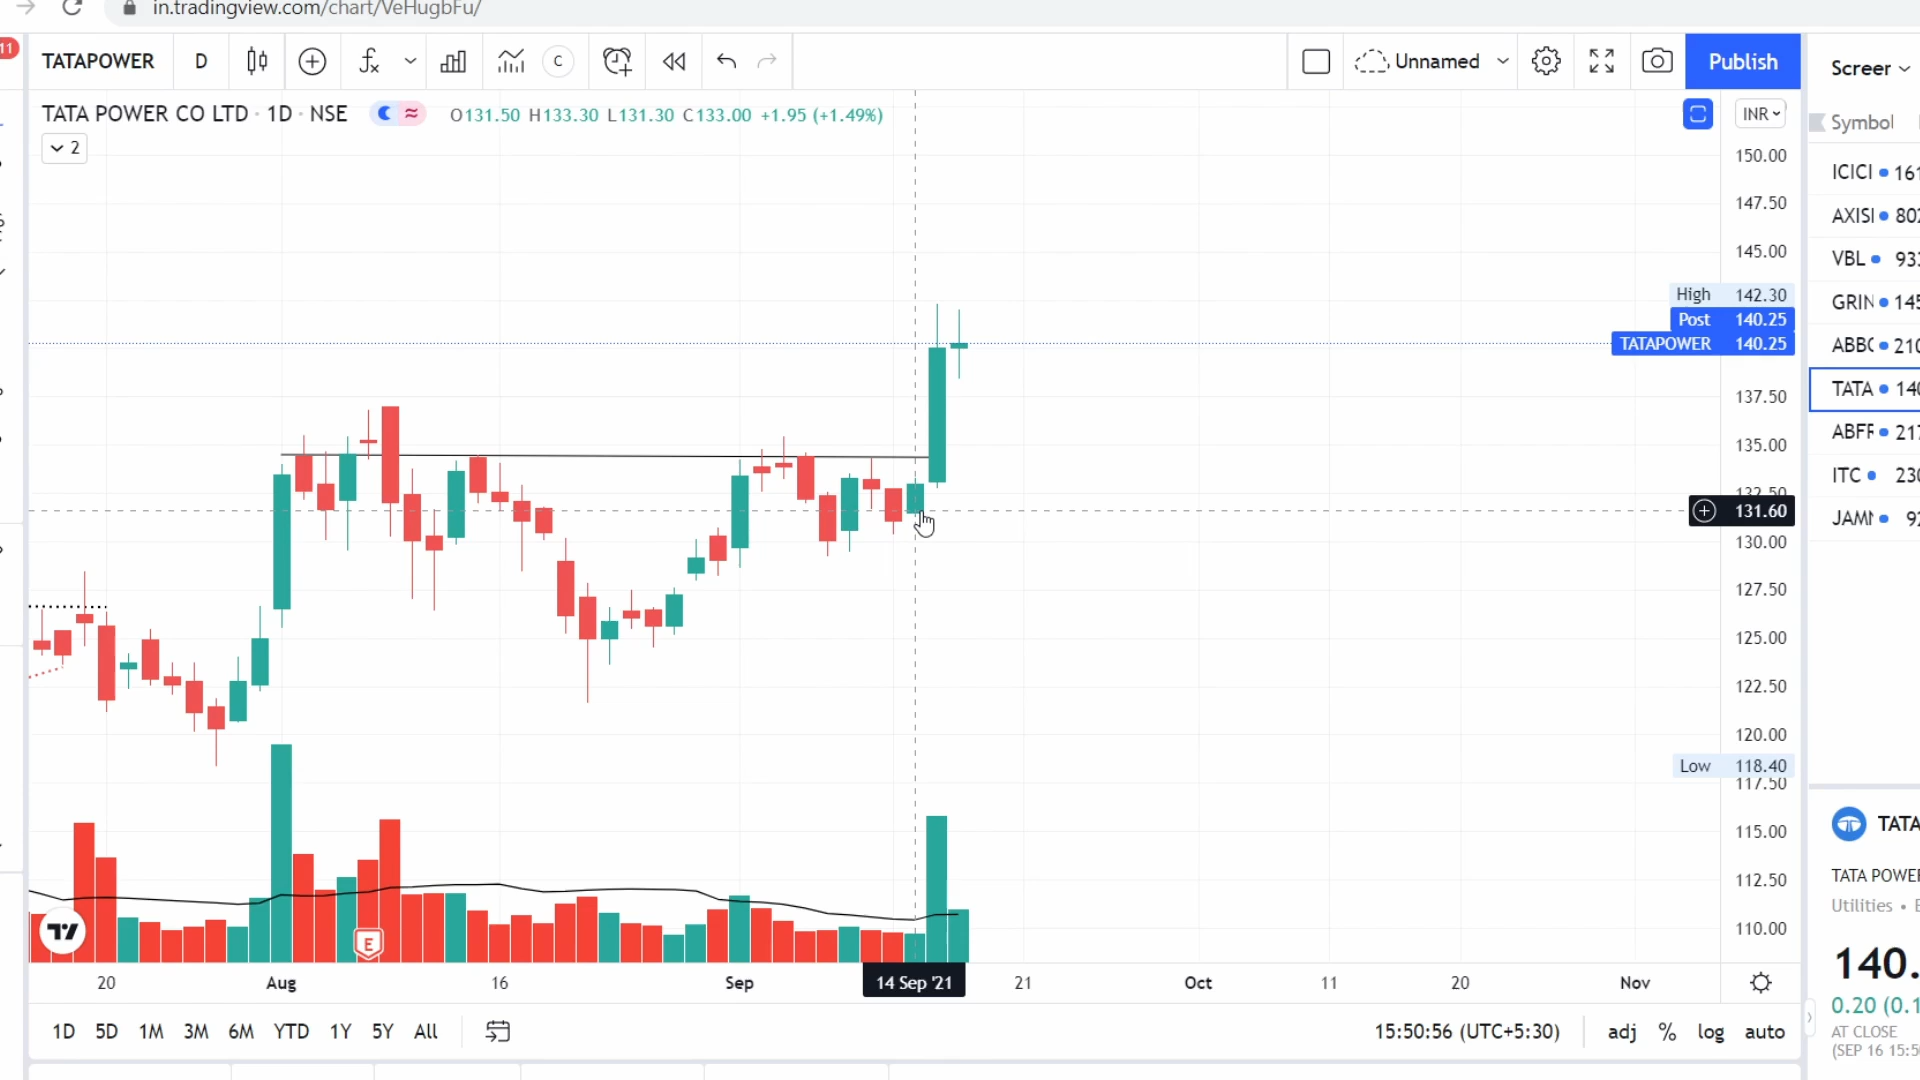 in.tradingview.com/chart/VeHugbFu/
11
TATAPOWER D C Unnamed Publish
Screer
TATA POWER CO LTD · 1D · NSE O131.50 H133.30 L131.30 C133.00 +1.95 (+1.49%)
INR
Symbol
2
150.00
147.50
145.00
High 142.30
Post 140.25
TATAPOWER 140.25
137.50
135.00
132.50
131.60
130.00
127.50
125.00
122.50
120.00
Low 118.40
117.50
115.00
112.50
110.00
ICICI 161
AXISI 802
VBL 933
GRIN 145
ABBC 210
TATA 140
ABFF 217
ITC 230
JAMN 92
TATA
TATA POWER
Utilities • E
140.
0.20 (0.1
AT CLOSE
(SEP 16 15:5
E
20 Aug 16 Sep 14 Sep '21 21 Oct 11 20 Nov
1D 5D 1M 3M 6M YTD 1Y 5Y All 15:50:56 (UTC+5:30) adj % log auto